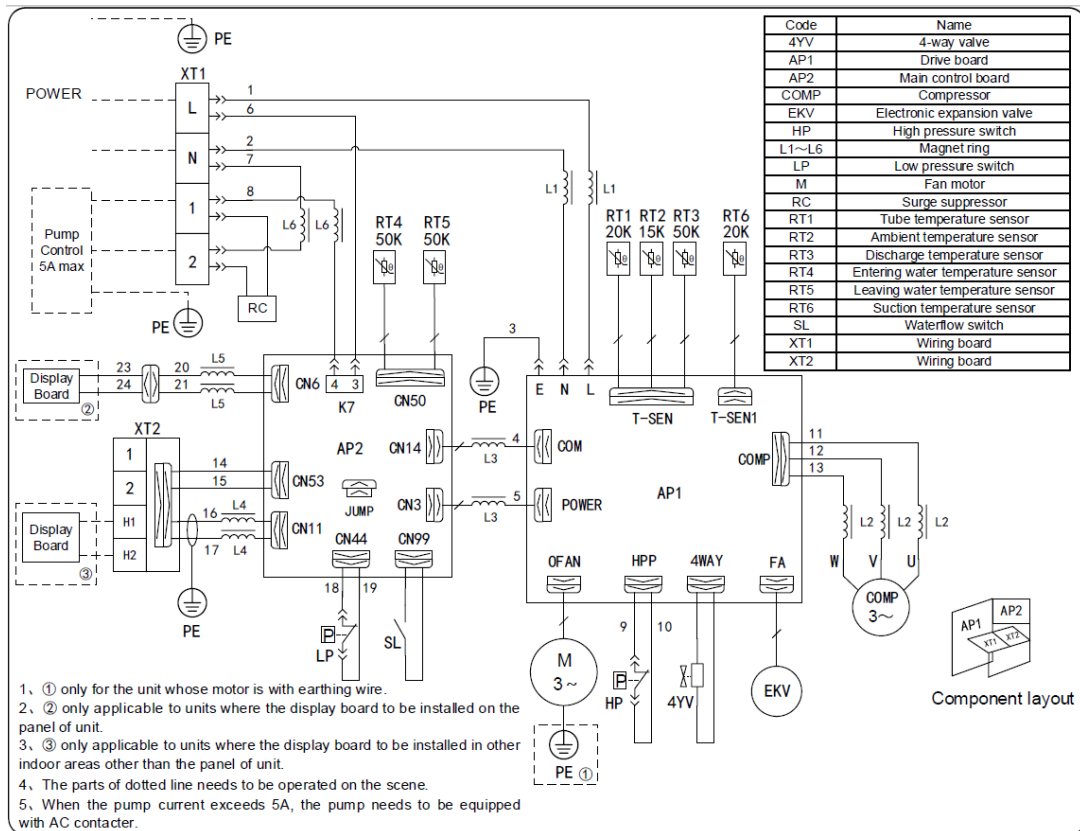 PE
XT1
POWER
L
N
1
2
1
6
2
7
8
Pump
Control
5A max
L6
L6
RC
PE
RT4
50K
RT5
50K
L1
L1
RT1 RT2 RT3
20K 15K 50K
RT6
20K
Code Name
4YV 4-way valve
AP1 Drive board
AP2 Main control board
COMP Compressor
EKV Electronic expansion valve
HP High pressure switch
L1~L6 Magnet ring
LP Low pressure switch
M Fan motor
RC Surge suppressor
RT1 Tube temperature sensor
RT2 Ambient temperature sensor
RT3 Discharge temperature sensor
RT4 Entering water temperature sensor
RT5 Leaving water temperature sensor
RT6 Suction temperature sensor
SL Waterflow switch
XT1 Wiring board
XT2 Wiring board
θ
θ
θ
θ
θ
θ
3
PE
Display
Board
②
23
24
20
21
L5
L5
CN6
4 3
K7
CN50
E N L
T-SEN
T-SEN1
XT2
1
2
H1
H2
14
15
16
17
L4
L4
CN53
CN11
AP2
JUMP
CN14
CN3
CN44
CN99
L3
4
L3
5
COM
POWER
AP1
COMP
11
12
13
L2
L2
L2
W
V
U
COMP
3~
Display
Board
③
PE
18
19
P
LP
SL
OFAN
HPP
4WAY
FA
M
3~
PE ①
9
10
P
HP
4YV
EKV
AP1
AP2
XT1
XT2
Component layout
1、① only for the unit whose motor is with earthing wire.
2、② only applicable to units where the display board to be installed on the
panel of unit.
3、③ only applicable to units where the display board to be installed in other
indoor areas other than the panel of unit.
4、The parts of dotted line needs to be operated on the scene.
5、When the pump current exceeds 5A, the pump needs to be equipped
with AC contacter.